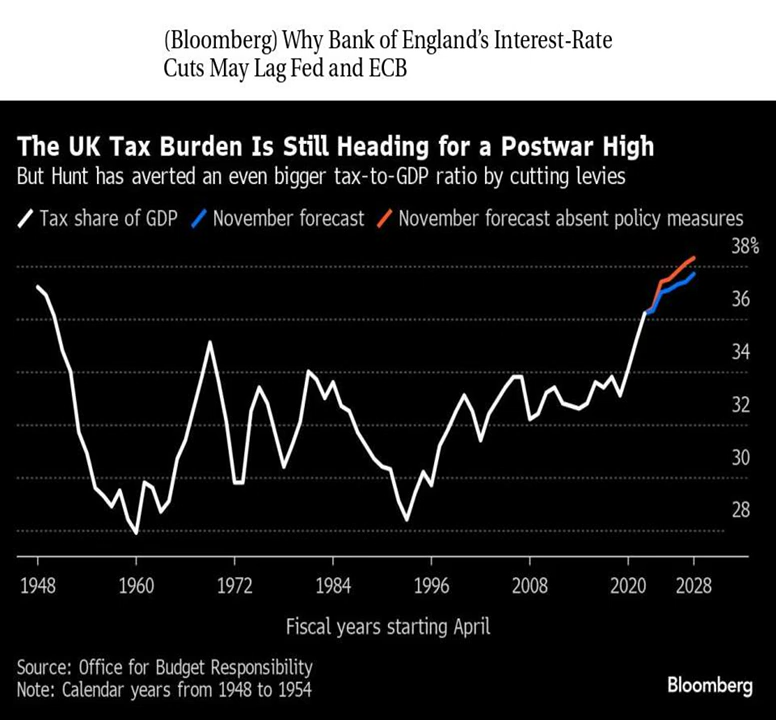 (Bloomberg) Why Bank of England's Interest-Rate
Cuts May Lag Fed and ECB
The UK Tax Burden Is Still Heading for a Postwar High
But Hunt has averted an even bigger tax-to-GDP ratio by cutting levies
Tax share of GDP November forecast November forecast absent policy measures
38%
36
34
32
30
28
1948 1960 1972 1984 1996 2008 2020 2028
Fiscal years starting April
Source: Office for Budget Responsibility
Note: Calendar years from 1948 to 1954
Bloomberg